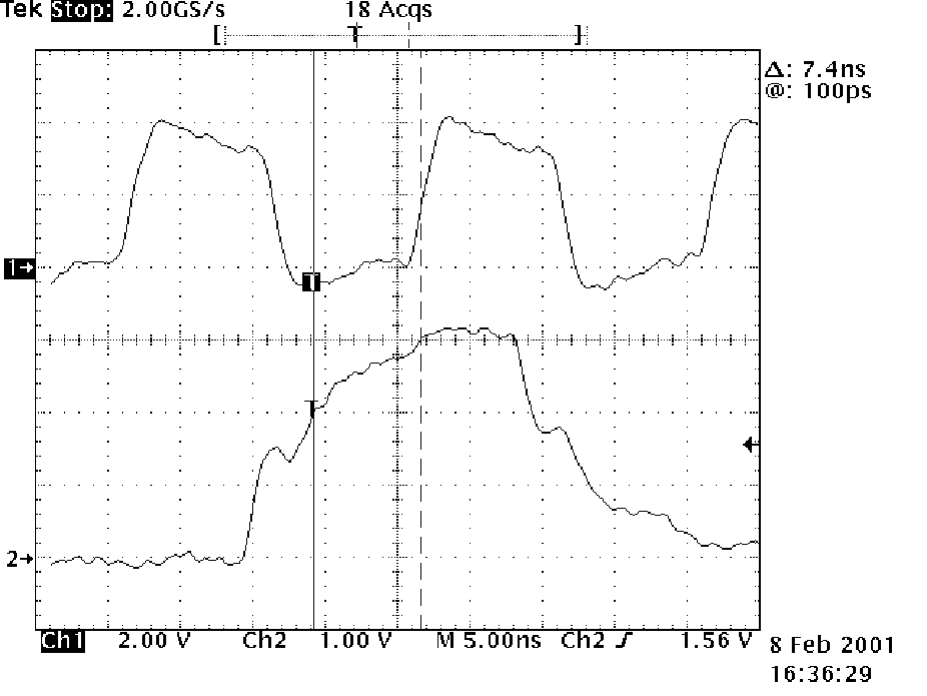 Tek Stop: 2.00GS/s 18 Acqs
[ T ]
Δ: 7.4ns
@: 100ps
1→
T
T
2→
Ch1 2.00 V Ch2 1.00 V M 5.00ns Ch2 ƒ 1.56 V
8 Feb 2001
16:36:29